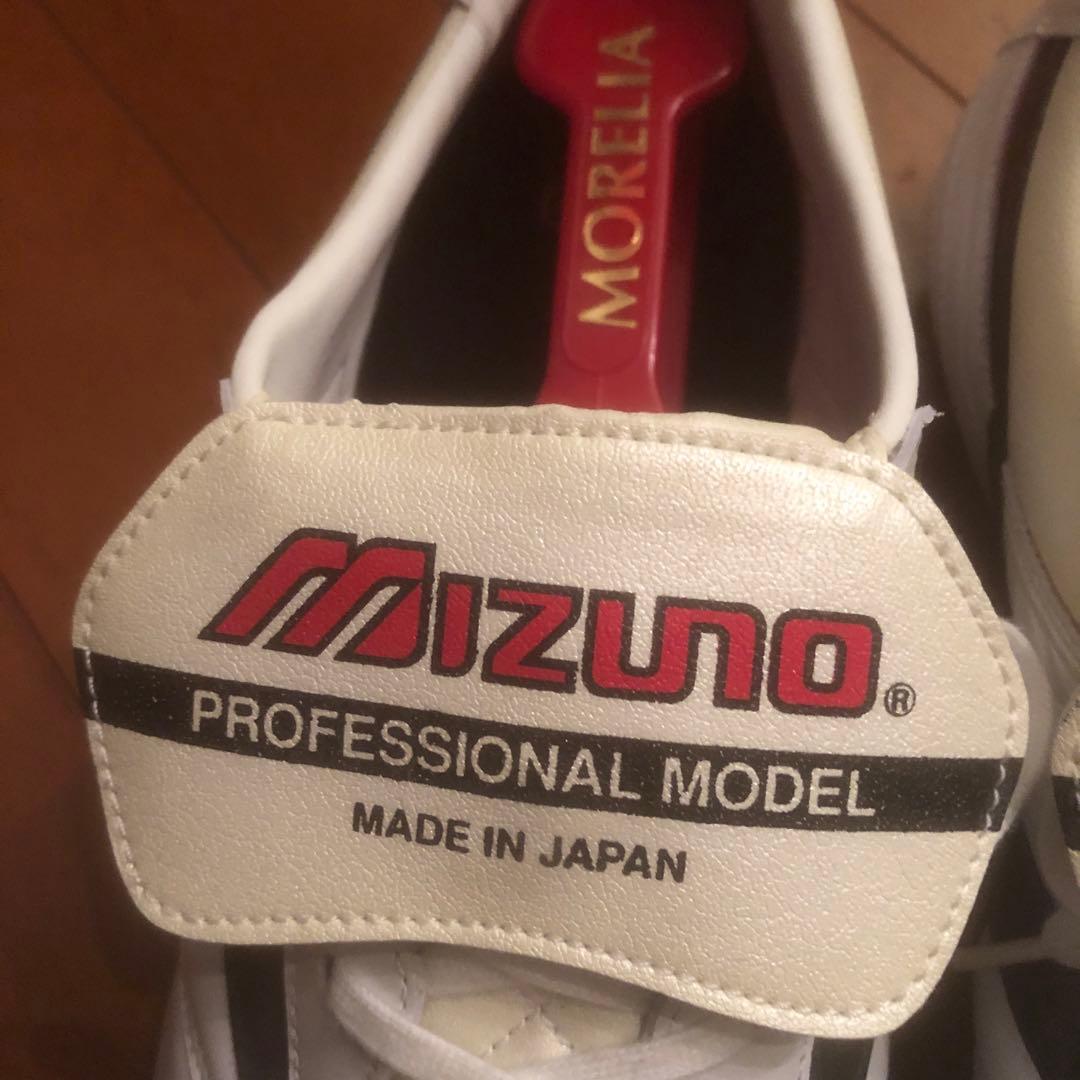 MORELIA
MIZUNO®
PROFESSIONAL MODEL
MADE IN JAPAN